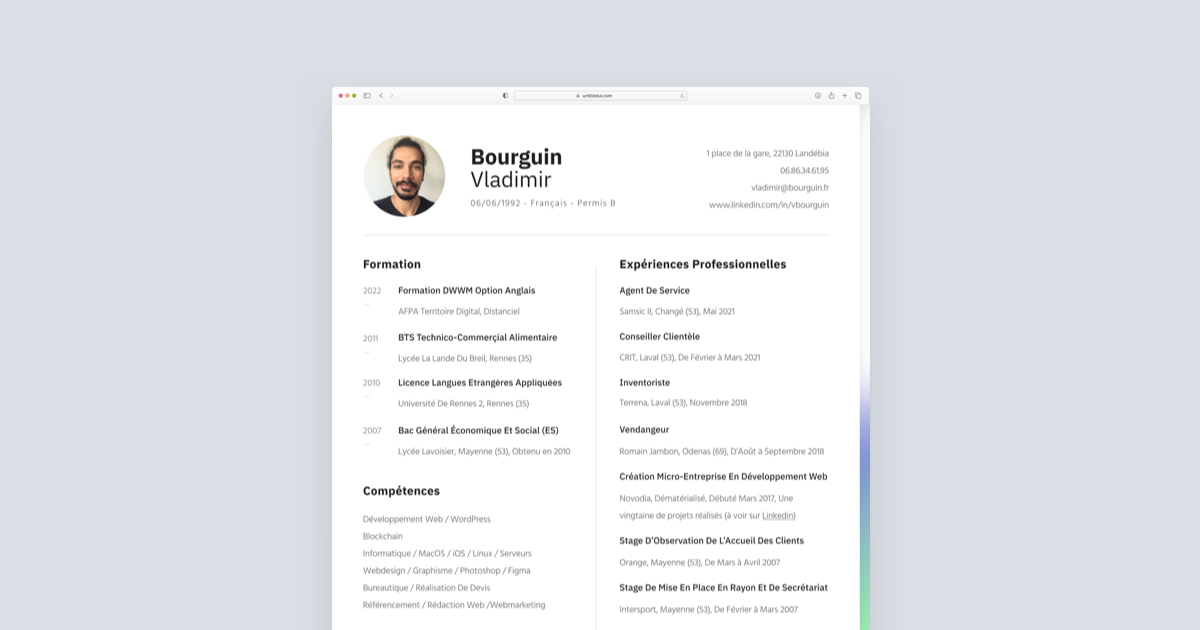 untitledui.com
Bourguin
Vladimir
06/06/1992 - Français - Permis B
1 place de la gare, 22130 Landébia
06.86.34.61.95
vladimir@bourguin.fr
www.linkedin.com/in/vbourguin
Formation
2022 Formation DWWM Option Anglais
AFPA Territoire Digital, Distanciel
2011 BTS Technico-Commerçial Alimentaire
Lycée La Lande Du Breil, Rennes (35)
2010 Licence Langues Etrangères Appliquées
Université De Rennes 2, Rennes (35)
2007 Bac Général Économique Et Social (ES)
Lycée Lavoisier, Mayenne (53), Obtenu en 2010
Compétences
Développement Web / WordPress
Blockchain
Informatique / MacOS / iOS / Linux / Serveurs
Webdesign / Graphisme / Photoshop / Figma
Bureautique / Réalisation De Devis
Référencement / Rédaction Web /Webmarketing
Expériences Professionnelles
Agent De Service
Samsic II, Changé (53), Mai 2021
Conseiller Clientèle
CRIT, Laval (53), De Février à Mars 2021
Inventoriste
Terrena, Laval (53), Novembre 2018
Vendangeur
Romain Jambon, Odenas (69), D'Août à Septembre 2018
Création Micro-Entreprise En Développement Web
Novodia, Dématérialisé, Débuté Mars 2017, Une
vingtaine de projets réalisés (à voir sur Linkedin)
Stage D'Observation De L'Accueil Des Clients
Orange, Mayenne (53), De Mars à Avril 2007
Stage De Mise En Place En Rayon Et De Secrétariat
Intersport, Mayenne (53), De Février à Mars 2007